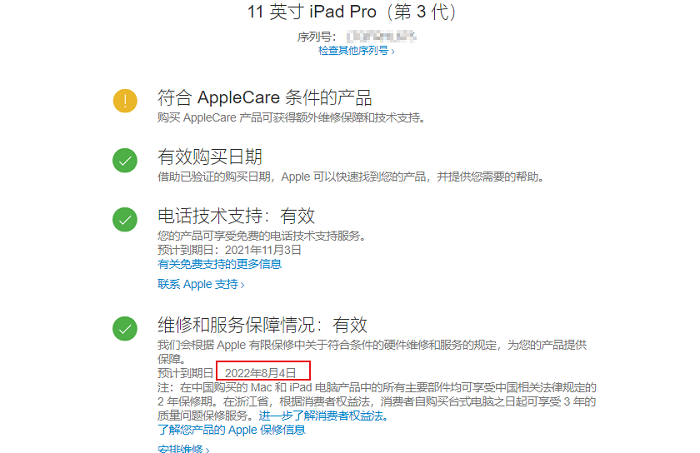 11 英寸 iPad Pro（第 3 代）
序列号：
检查其他序列号 ›
符合 AppleCare 条件的产品
购买 AppleCare 产品可获得额外维修保障和技术支持。
有效购买日期
借助已验证的购买日期，Apple 可以快速找到您的产品，并提供您需要的帮助。
电话技术支持：有效
您的产品可享受免费的电话技术支持服务。
预计到期日：2021年11月3日
有关免费支持的更多信息
联系 Apple 支持 ›
维修和服务保障情况：有效
我们会根据 Apple 有限保修中关于符合条件的硬件维修和服务的规定，为您的产品提供
保障。
预计到期日 2022年8月4日
注：在中国购买的 Mac 和 iPad 电脑产品中的所有主要部件均可享受中国相关法律规定的
2 年保修期。在浙江省，根据消费者权益法，消费者自购买台式电脑之日起可享受 3 年的
质量问题保修服务。进一步了解消费者权益法。
了解您产品的 Apple 保修信息
安排维修 ›